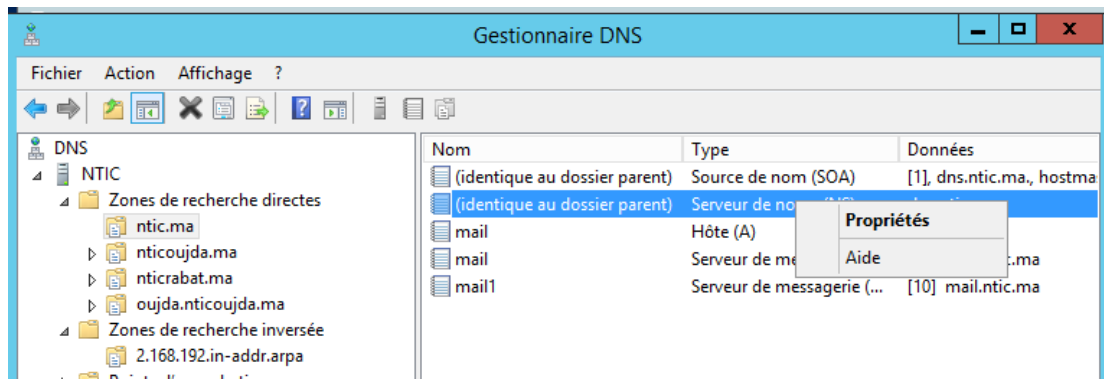 Gestionnaire DNS
Fichier Action Affichage ?
DNS
NTIC
Zones de recherche directes
ntic.ma
nticoujda.ma
nticrabat.ma
oujda.nticoujda.ma
Zones de recherche inversée
2.168.192.in-addr.arpa
Nom Type Données
(identique au dossier parent) Source de nom (SOA) [1], dns.ntic.ma., hostma
(identique au dossier parent) Serveur de
mail Hôte (A)
mail Serveur de .ma
mail1 Serveur de messagerie (... [10] mail.ntic.ma
Propriétés
Aide